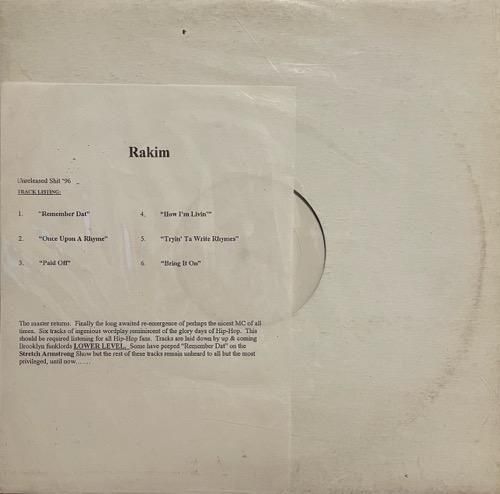 Rakim
Unreleased Shit '96
TRACK LISTING:
1. "Remember Dat" 4. "How I'm Livin'"
2. "Once Upon A Rhyme" 5. "Tryin' Ta Write Rhymes"
3. "Paid Off" 6. "Bring It On"
The master returns. Finally the long awaited re-emergence of perhaps the nicest MC of all
times. Six tracks of ingenious wordplay reminiscent of the glory days of Hip-Hop. This
should be required listening for all Hip-Hop fans. Tracks are laid down by up & coming
Brooklyn funklords LOWER LEVEL. Some have peeped "Remember Dat" on the
Stretch Armstrong Show but the rest of these tracks remain unheard to all but the most
privileged, until now……